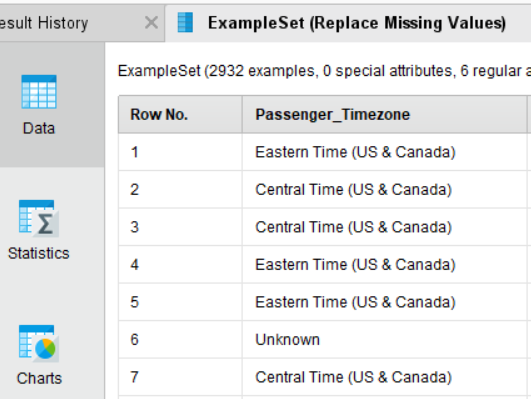 esult History
ExampleSet (Replace Missing Values)
ExampleSet (2932 examples, 0 special attributes, 6 regular a
Data
Statistics
Charts
Row No. Passenger_Timezone
1 Eastern Time (US & Canada)
2 Central Time (US & Canada)
3 Central Time (US & Canada)
4 Eastern Time (US & Canada)
5 Eastern Time (US & Canada)
6 Unknown
7 Central Time (US & Canada)